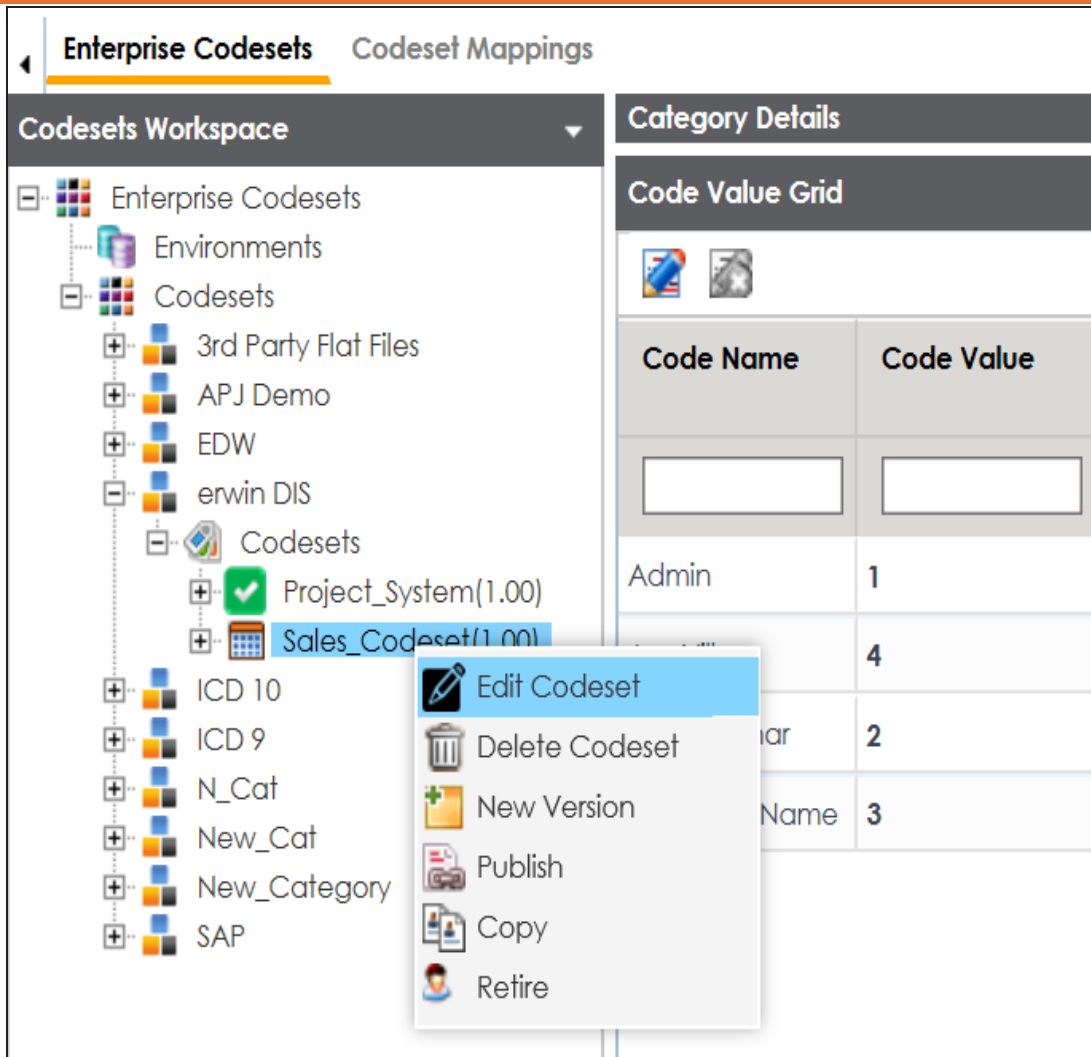 Enterprise Codesets Codeset Mappings
Codesets Workspace
Enterprise Codesets
Environments
Codesets
3rd Party Flat Files
APJ Demo
EDW
erwin DIS
Codesets
Project_System(1.00)
Sales_Codeset(1.00)
ICD 10
ICD 9
N_Cat
New_Cat
New_Category
SAP
Edit Codeset
Delete Codeset
New Version
Publish
Copy
Retire
Category Details
Code Value Grid
Code Name Code Value
Admin 1
4
2
Name 3